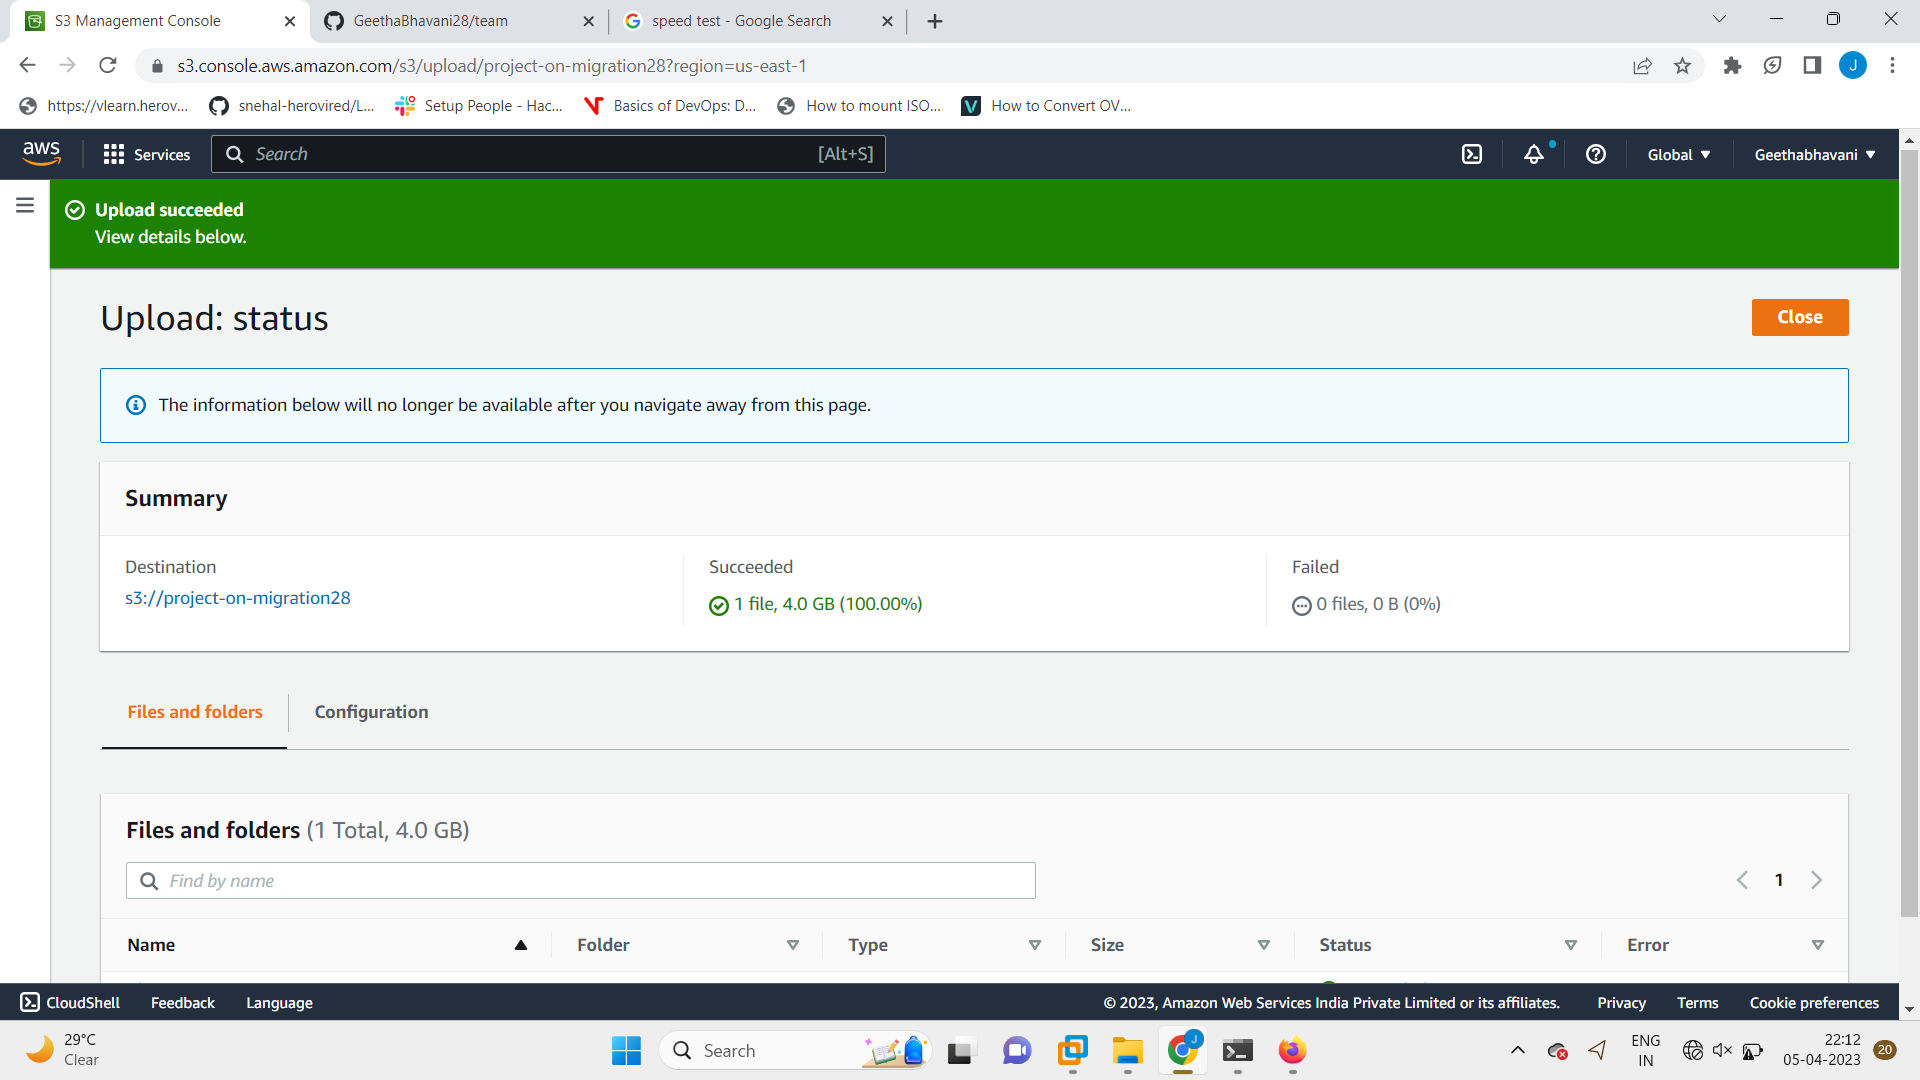 S3 Management Console
GeethaBhavani28/team
speed test - Google Search
s3.console.aws.amazon.com/s3/upload/project-on-migration28?region=us-east-1
J
https://vlearn.herov...
snehal-herovired/L...
Setup People - Hac...
Basics of DevOps: D...
How to mount ISO...
How to Convert OV...
aws
Services
Search
[Alt+S]
Global
Geethabhavani
Upload succeeded
View details below.
Upload: status
Close
The information below will no longer be available after you navigate away from this page.
Summary
Destination
s3://project-on-migration28
Succeeded
1 file, 4.0 GB (100.00%)
Failed
0 files, 0 B (0%)
Files and folders
Configuration
Files and folders (1 Total, 4.0 GB)
Find by name
1
Name
Folder
Type
Size
Status
Error
CloudShell
Feedback
Language
© 2023, Amazon Web Services India Private Limited or its affiliates.
Privacy
Terms
Cookie preferences
29°C
Clear
Search
J
ENG
IN
22:12
05-04-2023
20